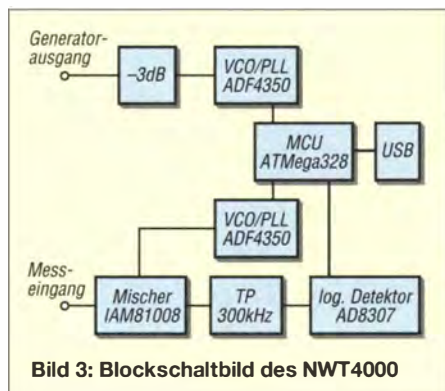 Generator-
ausgang
–3dB
VCO/PLL
ADF4350
MCU
ATMega328
USB
VCO/PLL
ADF4350
Mess-
eingang
Mischer
IAM81008
TP
300kHz
log. Detektor
AD8307
Bild 3: Blockschaltbild des NWT4000